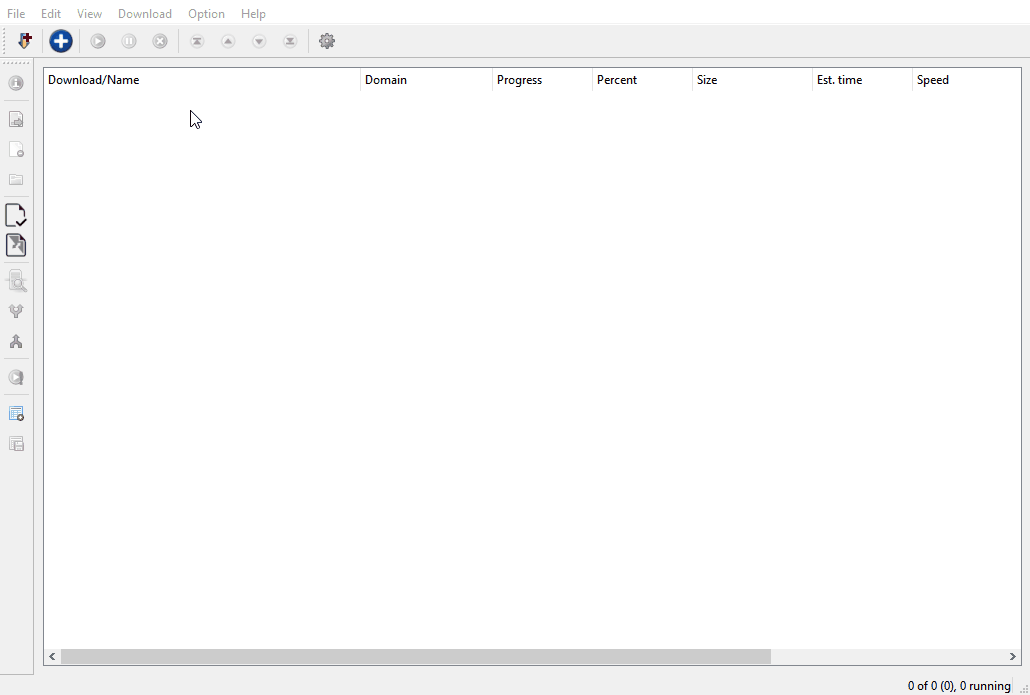 File Edit View Download Option Help
Download/Name Domain Progress Percent Size Est. time Speed
0 of 0 (0), 0 running